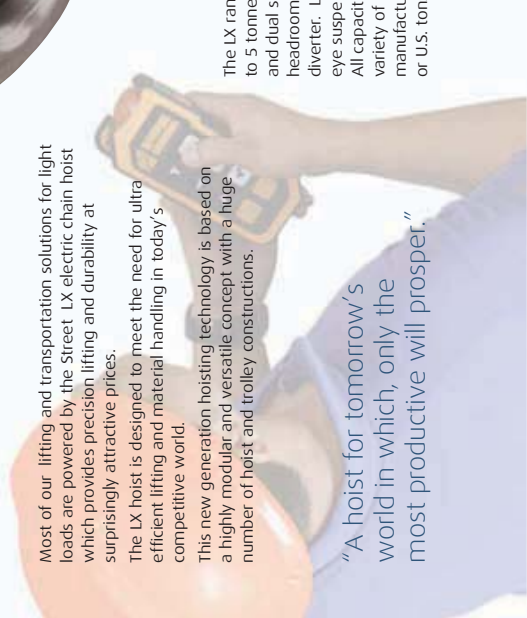 Most of our lifting and transportation solutions for light
loads are powered by the Street LX electric chain hoist
which provides precision lifting and durability at
surprisingly attractive prices.
The LX hoist is designed to meet the need for ultra
efficient lifting and material handling in today's
competitive world.
This new generation hoisting technology is based on
a highly modular and versatile concept with a huge
number of hoist and trolley constructions.
"A hoist for tomorrow's
world in which, only the
most productive will prosper."
The LX ran
to 5 tonne
and dual s
headroom
diverter. L
eye suspe
All capacit
variety of
manufactu
or U.S. ton